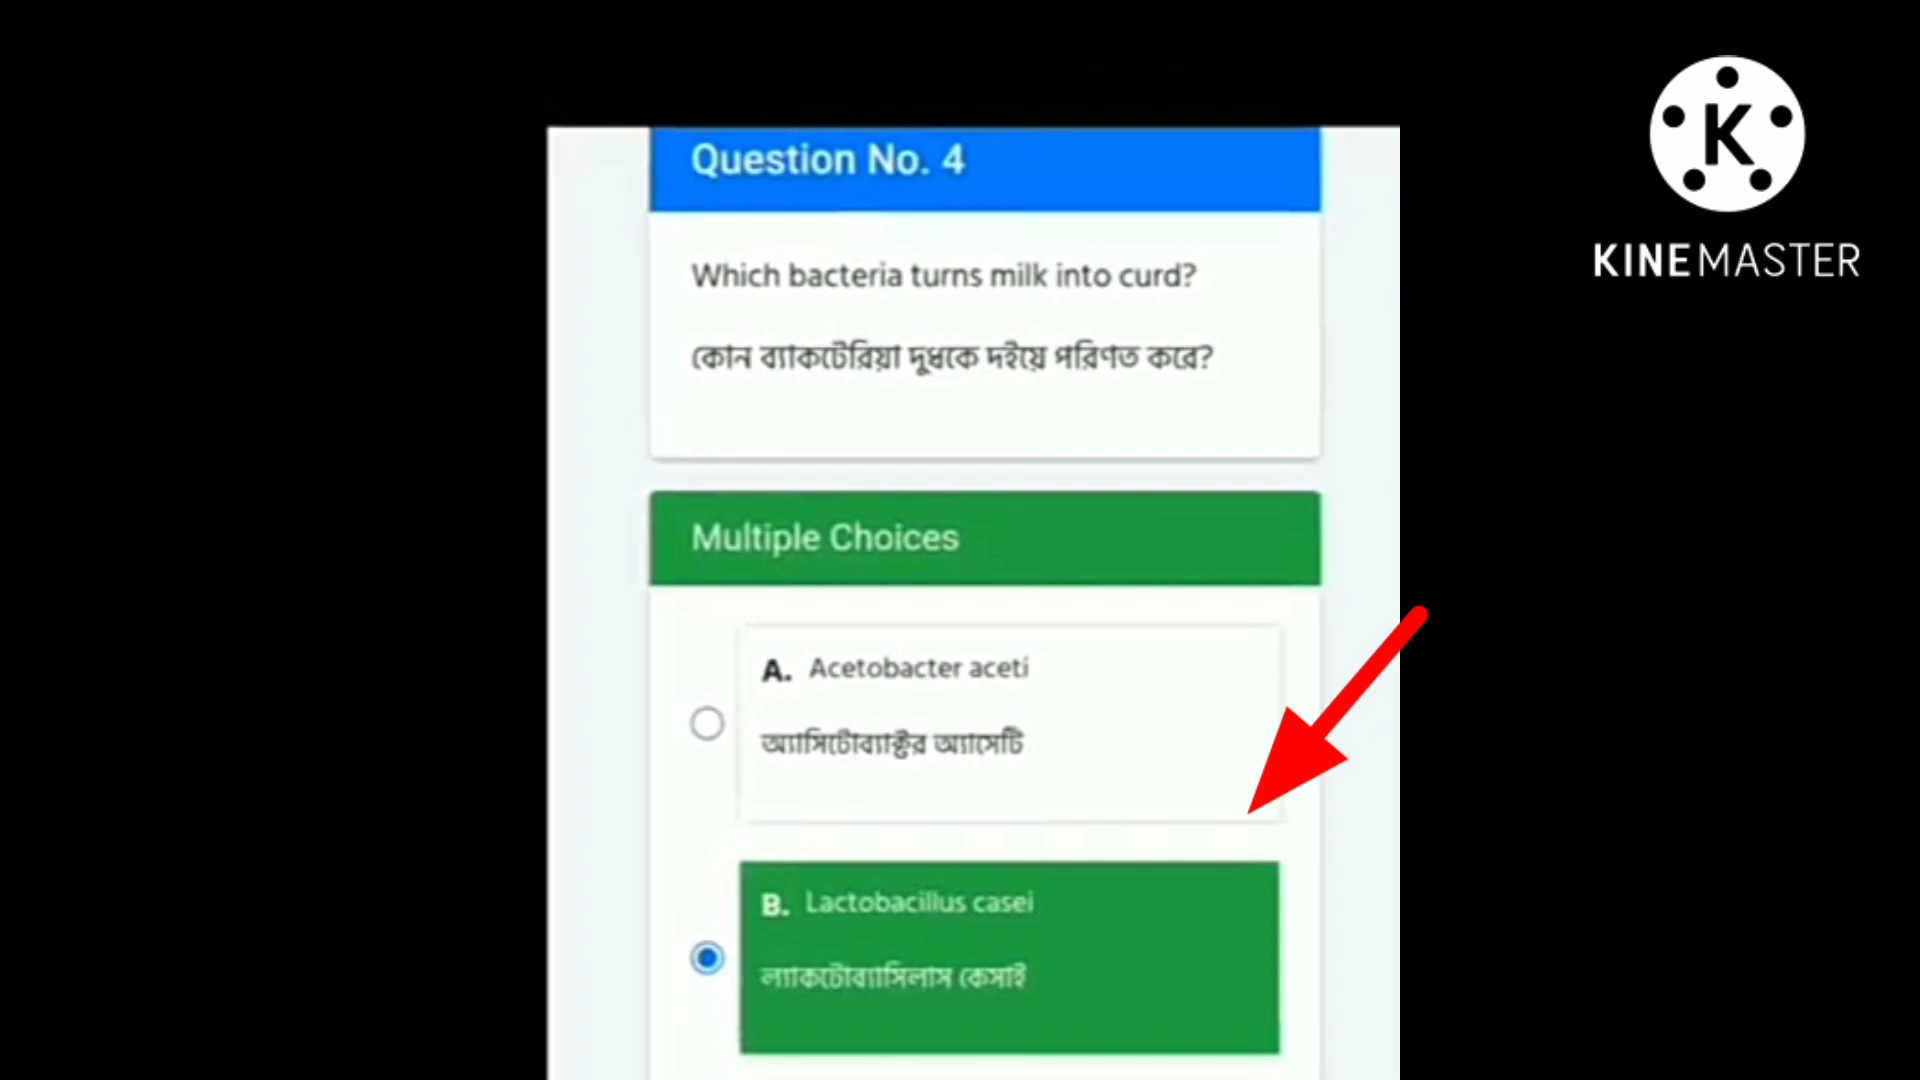 Question No. 4
Which bacteria turns milk into curd?
কোন ব্যাকটেরিয়া দুধকে দইয়ে পরিণত করে?
Multiple Choices
A. Acetobacter aceti
অ্যাসিটোব্যাক্টর অ্যাসেটি
B. Lactobacillus casei
ল্যাকটোব্যাসিলাস কেসাই
K
KINEMASTER